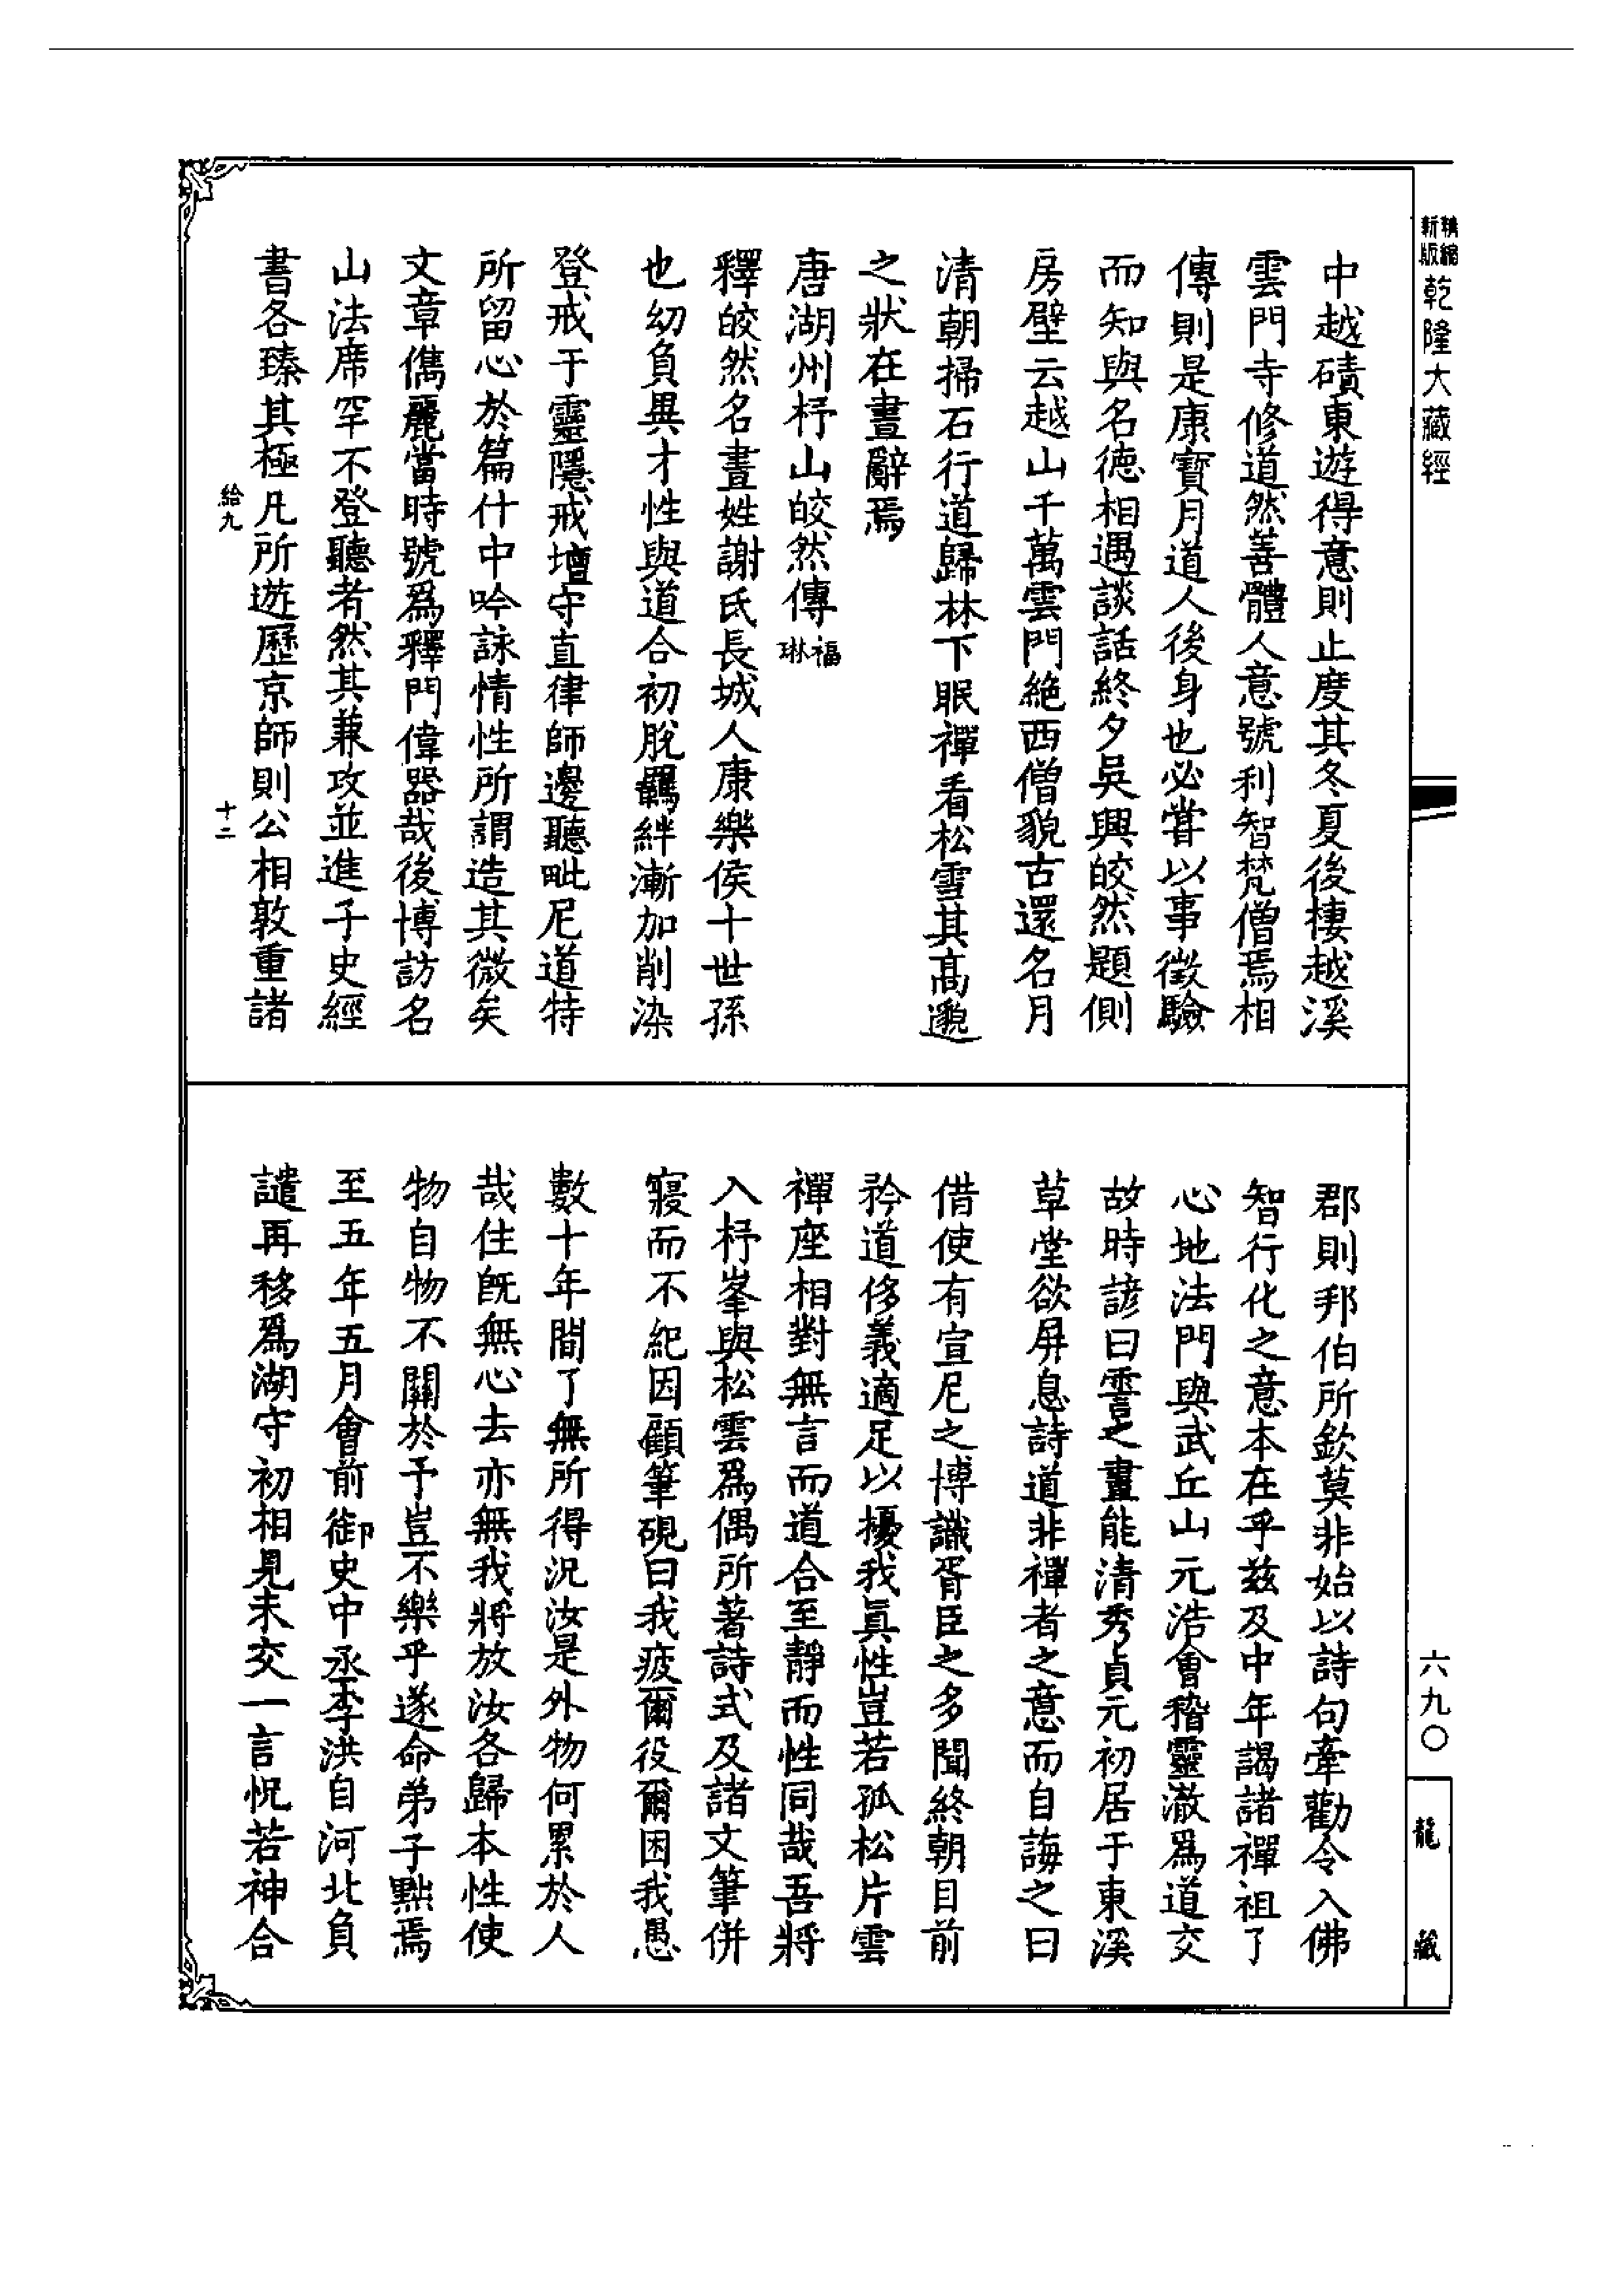 精縮新版乾隆大藏經
中越磧東遊得意則止度其冬夏後棲越溪
雲門寺修道然善體人意號利智梵僧焉相
傳則是康寶月道人後身也必嘗以事徵驗
而知與名德相遇談話終夕吳興皎然題側
房壁云越山千萬雲門絕西僧貌古還名月
清朝掃石行道歸林下眠禪看松雪其高邈
之狀在晝辭焉
唐湖州杼山皎然傳福琳
釋皎然名晝姓謝氏長城人康樂侯十世孫
也幼負異才性與道合初脫羈絆漸加削染
登戒于靈隱戒壇守直律師邊聽毗尼道特
所留心於篇什中吟詠情性所謂造其微矣
文章儁麗當時號爲釋門偉器哉後博訪名
山法席罕不登聽者然其兼攻並進子史經
書各臻其極凡所遊歷京師則公相敦重諸
給九
十二
郡則邦伯所欽莫非始以詩句牽勸令入佛
智行化之意本在乎兹及中年謁諸禪祖了
心地法門與武丘山元浩會稽靈澈爲道交
故時諺曰霅之晝能清秀貞元初居于東溪
草堂欲屏息詩道非禪者之意而自誨之曰
借使有宣尼之博識胥臣之多聞終朝目前
矜道侈義適足以擾我眞性豈若孤松片雲
禪座相對無言而道合至靜而性同哉吾將
入杼峯與松雲爲偶所著詩式及諸文筆併
寢而不紀因顧筆硯曰我疲爾役爾困我愚
數十年間了無所得況汝是外物何累於人
哉住旣無心去亦無我將放汝各歸本性使
物自物不關於予豈不樂乎遂命弟子黜焉
至五年五月會前御史中丞李洪自河北負
譴再移爲湖守初相見未交一言怳若神合
六九〇
龍藏